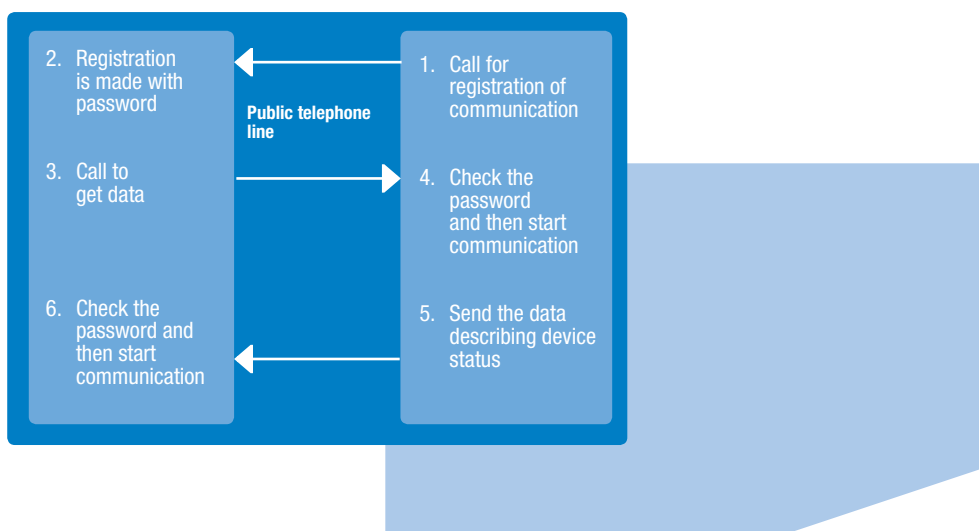 2. Registration
is made with
password
3. Call to
get data
6. Check the
password and
then start
communication
Public telephone
line
1. Call for
registration of
communication
4. Check the
password
and then start
communication
5. Send the data
describing device
status